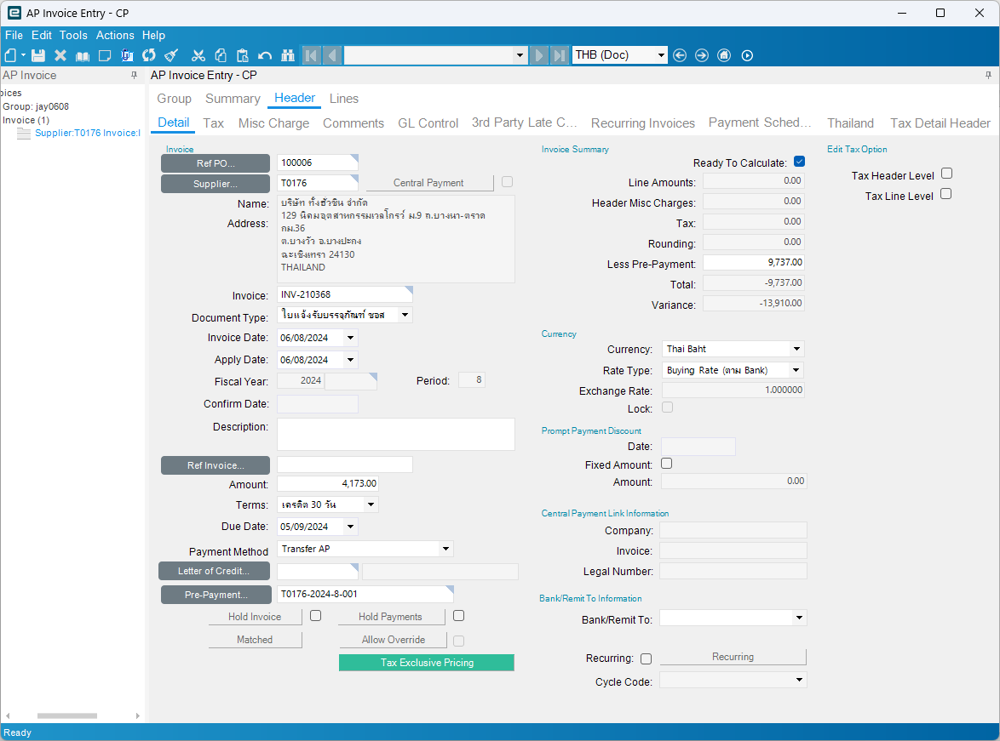 AP Invoice Entry - CP
File Edit Tools Actions Help
THB (Doc)
AP Invoice
AP Invoice Entry - CP
oices
Group: jay0608
Invoice (1)
Supplier:T0176 Invoice:I
Group Summary Header Lines
Detail Tax Misc Charge Comments GL Control 3rd Party Late C... Recurring Invoices Payment Sched... Thailand Tax Detail Header
Invoice
Ref PO... 100006
Supplier... T0176 Central Payment
Name: บริษัท ทั้งฮั่วซิน จำกัด
Address: 129 นิคมอุตสาหกรรมเวลโกรว์ ม.9 ถ.บางนา-ตราด
กม.36
ต.บางวัว อ.บางปะกง
ฉะเชิงเทรา 24130
THAILAND
Invoice: INV-210368
Document Type: ใบแจ้งรับบรรจุภัณฑ์ ซอส
Invoice Date: 06/08/2024
Apply Date: 06/08/2024
Fiscal Year: 2024 Period: 8
Confirm Date:
Description:
Ref Invoice...
Amount: 4,173.00
Terms: เครดิต 30 วัน
Due Date: 05/09/2024
Payment Method Transfer AP
Letter of Credit...
Pre-Payment... T0176-2024-8-001
Hold Invoice Hold Payments
Matched Allow Override
Tax Exclusive Pricing
Invoice Summary
Ready To Calculate:
Line Amounts: 0.00
Header Misc Charges: 0.00
Tax: 0.00
Rounding: 0.00
Less Pre-Payment: 9,737.00
Total: -9,737.00
Variance: -13,910.00
Currency
Currency: Thai Baht
Rate Type: Buying Rate (ตาม Bank)
Exchange Rate: 1.000000
Lock:
Prompt Payment Discount
Date:
Fixed Amount:
Amount: 0.00
Central Payment Link Information
Company:
Invoice:
Legal Number:
Bank/Remit To Information
Bank/Remit To:
Recurring: Recurring
Cycle Code:
Edit Tax Option
Tax Header Level
Tax Line Level
Ready